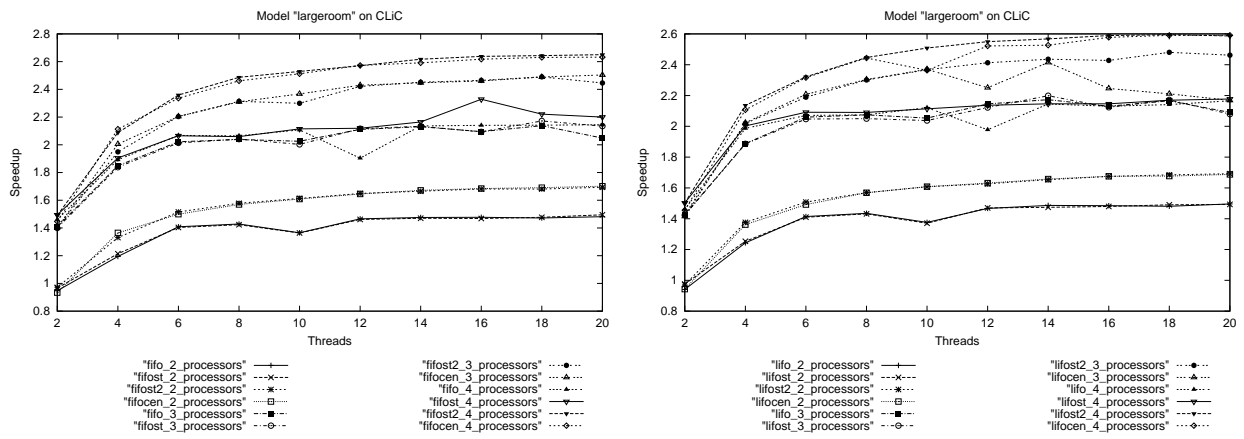 Model "largeroom" on CLiC
2.8
2.6
2.4
2.2
2
1.8
1.6
1.4
1.2
1
0.8
Speedup
2 4 6 8 10 12 14 16 18 20
Threads
"fifo_2_processors"
"fifost_2_processors"
"fifost2_2_processors"
"fifocen_2_processors"
"fifo_3_processors"
"fifost_3_processors"
"fifost2_3_processors"
"fifocen_3_processors"
"fifo_4_processors"
"fifost_4_processors"
"fifost2_4_processors"
"fifocen_4_processors"
Model "largeroom" on CLiC
2.6
2.4
2.2
2
1.8
1.6
1.4
1.2
1
0.8
Speedup
2 4 6 8 10 12 14 16 18 20
Threads
"lifo_2_processors"
"lifost_2_processors"
"lifost2_2_processors"
"lifocen_2_processors"
"lifo_3_processors"
"lifost_3_processors"
"lifost2_3_processors"
"lifocen_3_processors"
"lifo_4_processors"
"lifost_4_processors"
"lifost2_4_processors"
"lifocen_4_processors"